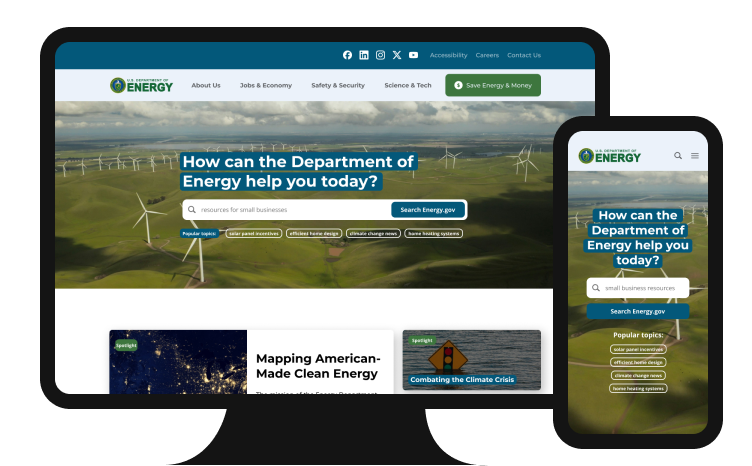 Accessibility Careers Contact Us
U.S. DEPARTMENT OF
ENERGY
About Us Jobs & Economy Safety & Security Science & Tech $ Save Energy & Money
How can the Department of
Energy help you today?
resources for small businesses Search Energy.gov
Popular topics: solar panel incentives efficient home design climate change news home heating systems
Spotlight
Mapping American-
Made Clean Energy
The mission of the Energy Department
Spotlight
Combating the Climate Crisis
U.S. DEPARTMENT OF
ENERGY
How can the
Department of
Energy help you
today?
small business resources
Search Energy.gov
Popular topics:
solar panel incentives
efficient home design
climate change news
home heating systems